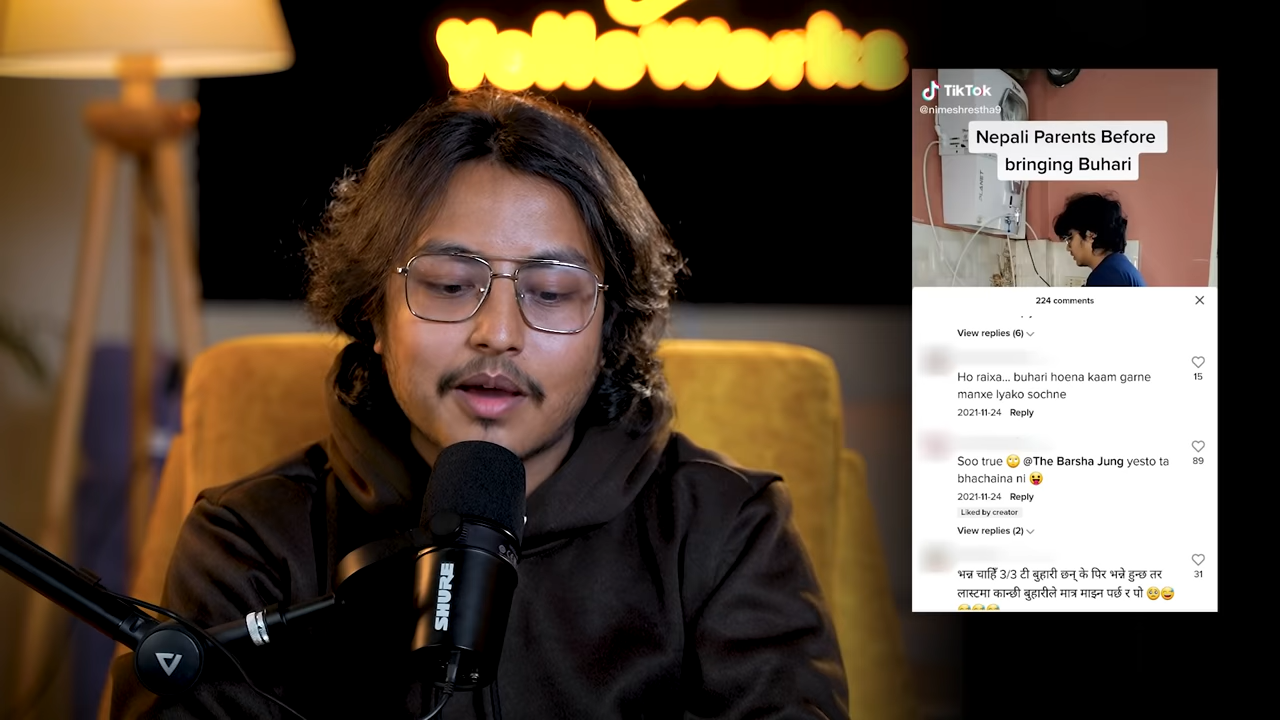 TikTok
@nimeshrestha9
Nepali Parents Before
bringing Buhari
PLANET
224 comments
View replies (6)
Ho raixa... buhari hoena kaam garne
manxe lyako sochne
15
2021-11-24 Reply
Soo true 🙄 @The Barsha Jung yesto ta
bhachaina ni 😝
89
2021-11-24 Reply
Liked by creator
View replies (2)
भन्न चाहिँ 3/3 टी बुहारी छन् के पिर भन्ने हुन्छ तर
लास्टमा कान्छी बुहारीले मात्र माझ्न पर्छ र पो 🥺😅
😅😅😅
31
SHURE